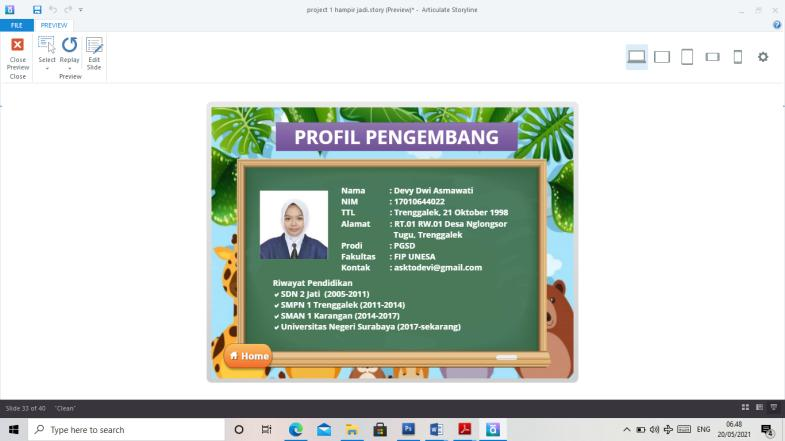 project 1 hampir jadi.story (Preview)* - Articulate Storyline
FILE PREVIEW
Close Preview
Select
Replay
Edit Slide
Close
Preview
PROFIL PENGEMBANG
Nama : Devy Dwi Asmawati
NIM : 17010644022
TTL : Trenggalek, 21 Oktober 1998
Alamat : RT.01 RW.01 Desa Nglongsor
Tugu, Trenggalek
Prodi : PGSD
Fakultas : FIP UNESA
Kontak : asktodevi@gmail.com
Riwayat Pendidikan
SDN 2 Jati (2005-2011)
SMPN 1 Trenggalek (2011-2014)
SMAN 1 Karangan (2014-2017)
Universitas Negeri Surabaya (2017-sekarang)
Home
Slide 33 of 40 "Clean"
Type here to search
ENG
06.48
20/05/2021